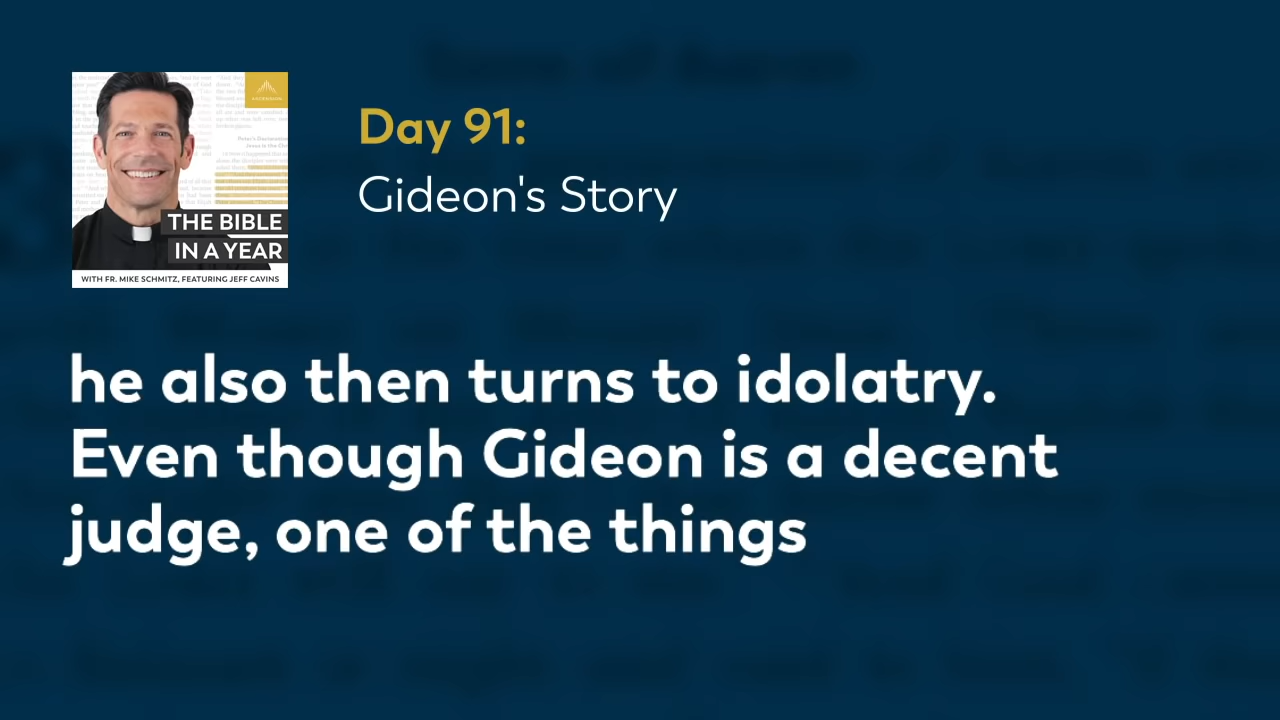 Day 91:
Gideon's Story
THE BIBLE
IN A YEAR
WITH FR. MIKE SCHMITZ, FEATURING JEFF CAVINS
he also then turns to idolatry.
Even though Gideon is a decent
judge, one of the things